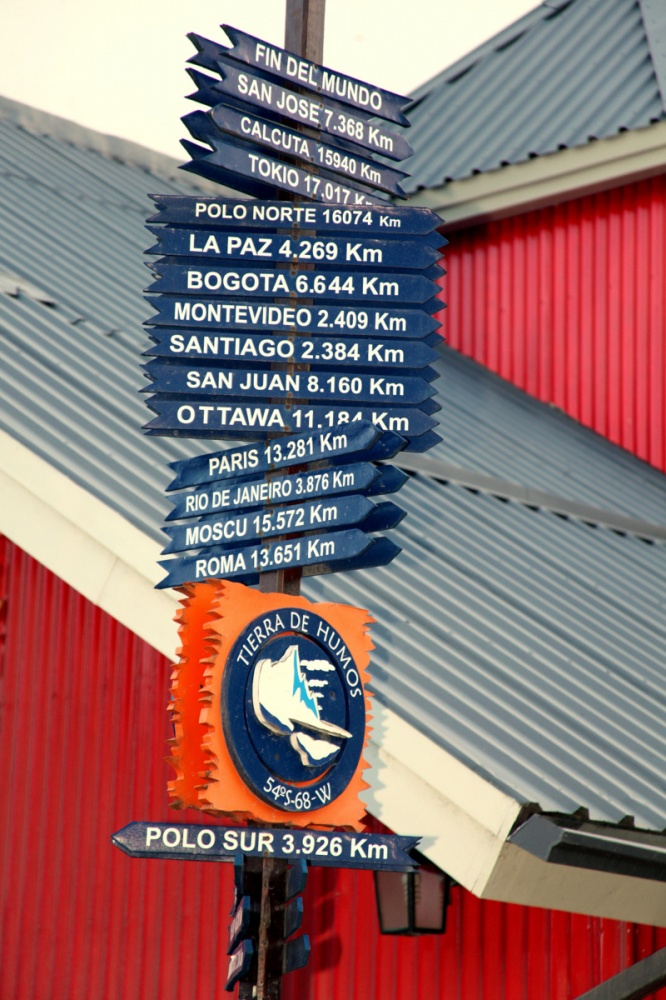 FIN DEL MUNDO
SAN JOSE 7.368 Km
CALCUTA 15940 Km
TOKIO 17.017 Km
POLO NORTE 16074 Km
LA PAZ 4.269 Km
BOGOTA 6.644 Km
MONTEVIDEO 2.409 Km
SANTIAGO 2.384 Km
SAN JUAN 8.160 Km
OTTAWA 11.184 Km
PARIS 13.281 Km
RIO DE JANEIRO 3.876 Km
MOSCU 15.572 Km
ROMA 13.651 Km
TIERRA DE HUMOS
54ºS-68-W
POLO SUR 3.926 Km